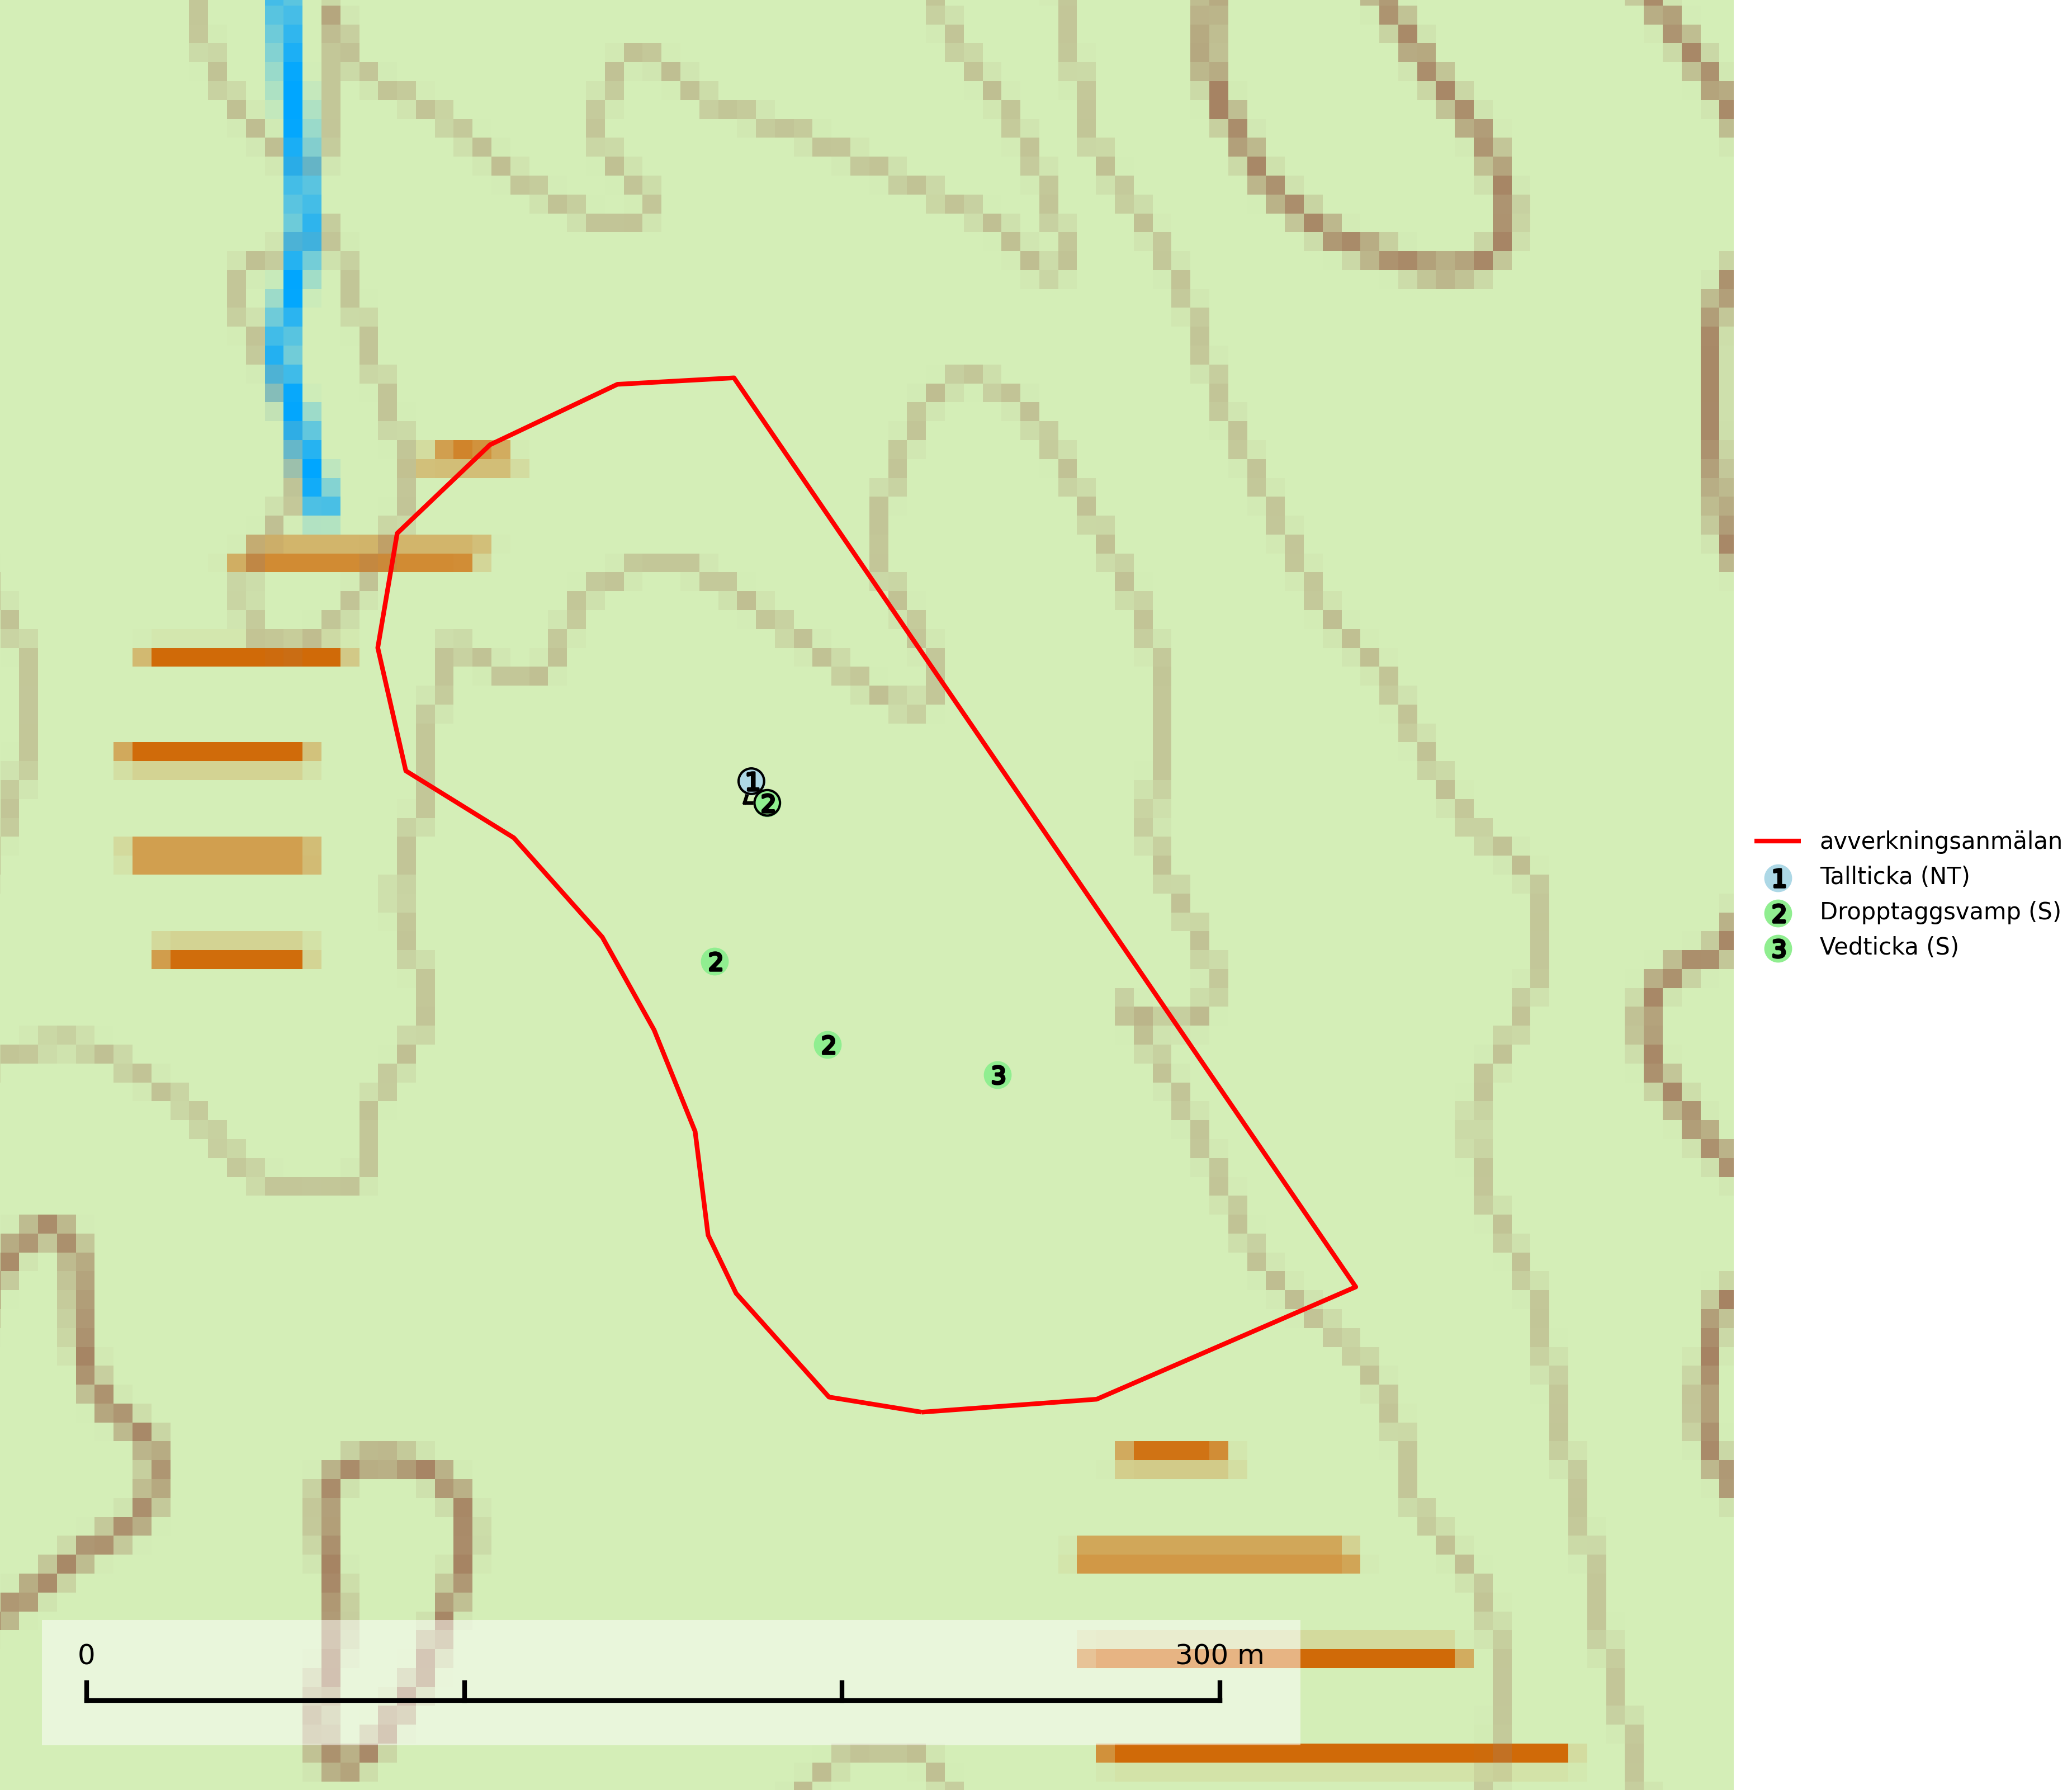 1
2
2
2
3
avverkningsanmälan
1 Tallticka (NT)
2 Dropptaggsvamp (S)
3 Vedticka (S)
0 300 m